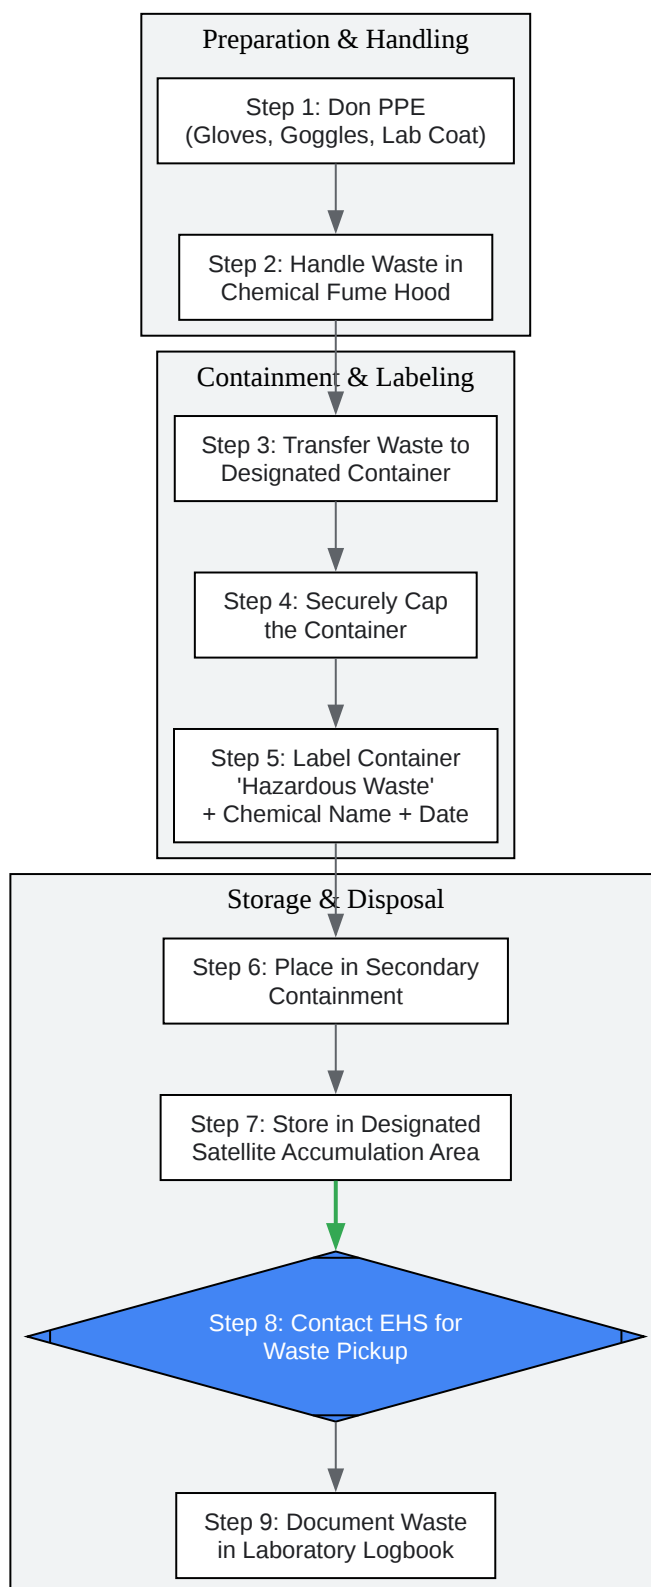 Preparation & Handling
Step 1: Don PPE
(Gloves, Goggles, Lab Coat)
Step 2: Handle Waste in
Chemical Fume Hood
Containment & Labeling
Step 3: Transfer Waste to
Designated Container
Step 4: Securely Cap
the Container
Step 5: Label Container
'Hazardous Waste'
+ Chemical Name + Date
Storage & Disposal
Step 6: Place in Secondary
Containment
Step 7: Store in Designated
Satellite Accumulation Area
Step 8: Contact EHS for
Waste Pickup
Step 9: Document Waste
in Laboratory Logbook